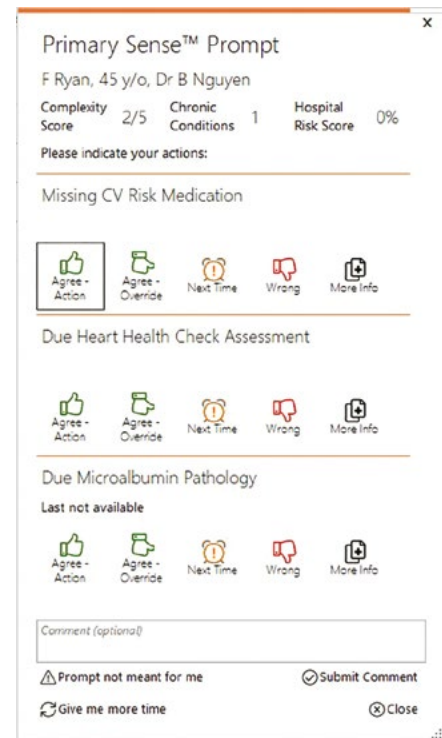 x
Primary Sense™ Prompt
F Ryan, 45 y/o, Dr B Nguyen
Complexity Score 2/5 Chronic Conditions 1 Hospital Risk Score 0%
Please indicate your actions:
Missing CV Risk Medication
Agree - Action Agree - Override Next Time Wrong More Info
Due Heart Health Check Assessment
Agree - Action Agree - Override Next Time Wrong More Info
Due Microalbumin Pathology
Last not available
Agree - Action Agree - Override Next Time Wrong More Info
Comment (optional)
Prompt not meant for me Submit Comment
Give me more time Close